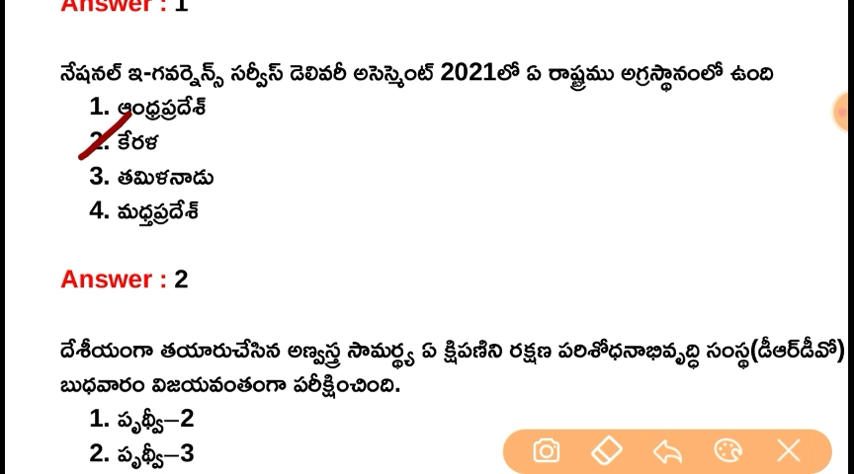 Answer : 1
నేషనల్ ఇ-గవర్నెన్స్ సర్వీస్ డెలివరీ అసెస్మెంట్ 2021లో ఏ రాష్ట్రము అగ్రస్థానంలో ఉంది
1. ఆంధ్రప్రదేశ్
2. కేరళ
3. తమిళనాడు
4. మధ్యప్రదేశ్
Answer : 2
దేశీయంగా తయారుచేసిన అణ్వస్త్ర సామర్థ్య ఏ క్షిపణిని రక్షణ పరిశోధనాభివృద్ధి సంస్థ(డీఆర్‌డీవో)
బుధవారం విజయవంతంగా పరీక్షించింది.
1. పృథ్వీ–2
2. పృథ్వీ–3